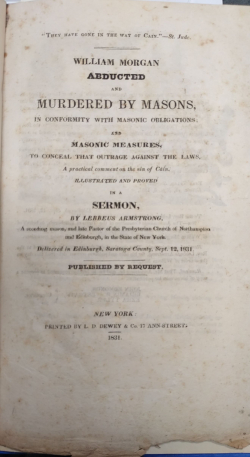 "They have gone in the way of Cain."—St. Jude.
WILLIAM MORGAN
ABDUCTED
AND
MURDERED BY MASONS,
IN CONFORMITY WITH MASONIC OBLIGATIONS;
AND
MASONIC MEASURES,
TO CONCEAL THAT OUTRAGE AGAINST THE LAWS,
A practical comment on the sin of Cain,
ILLUSTRATED AND PROVED
IN A
SERMON,
BY LEBBEUS ARMSTRONG,
A seceding mason, and late Pastor of the Presbyterian Church of Northampton
and Edinburgh, in the State of New York
Delivered in Edinburgh, Saratoga County, Sept. 12, 1831
PUBLISHED BY REQUEST.
NEW YORK:
PRINTED BY L. D. DEWEY & Co 77 ANN-STREET.
1831.